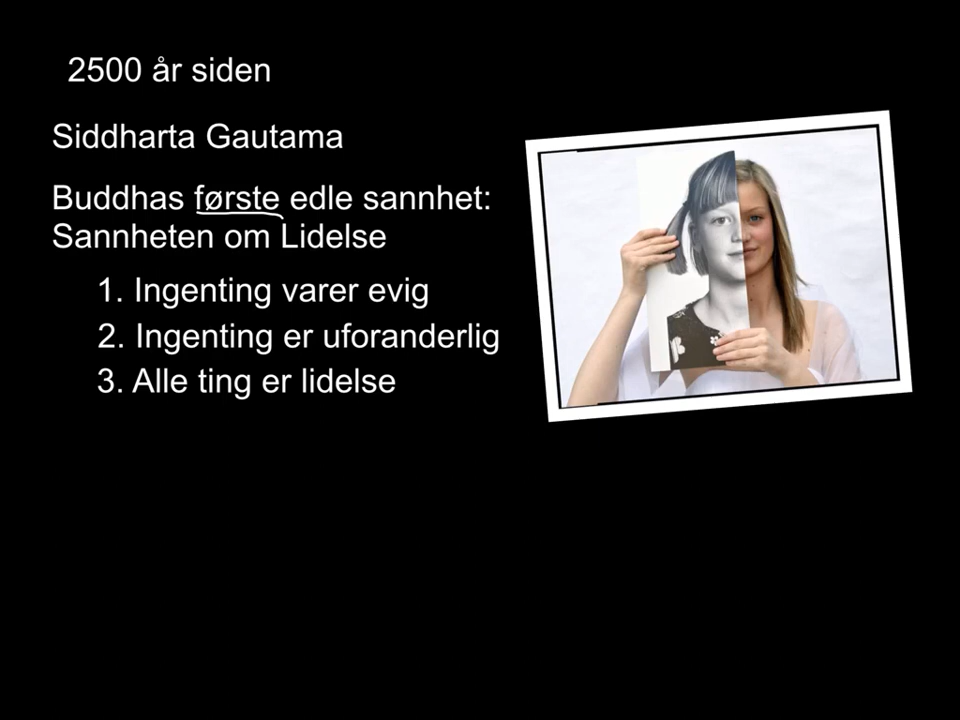 2500 år siden
Siddharta Gautama
Buddhas første edle sannhet:
Sannheten om Lidelse
1. Ingenting varer evig
2. Ingenting er uforanderlig
3. Alle ting er lidelse